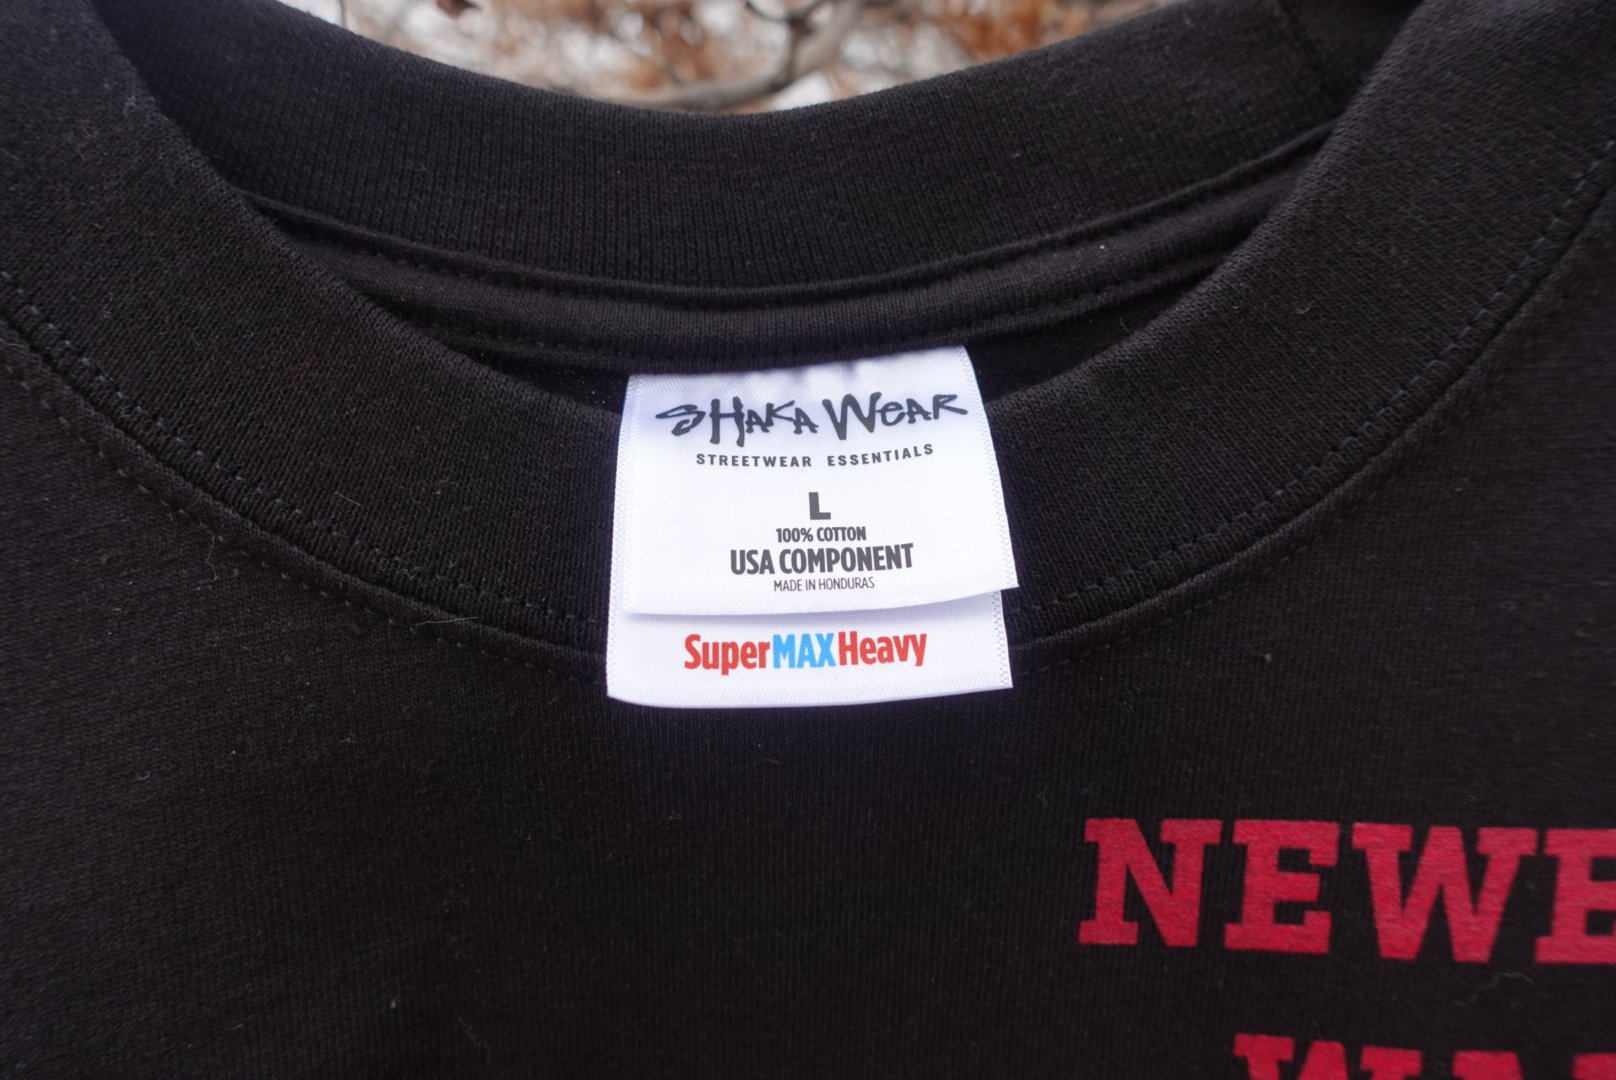 SHAKA WEAR
STREETWEAR ESSENTIALS
L
100% COTTON
USA COMPONENT
MADE IN HONDURAS
SuperMAXHeavy